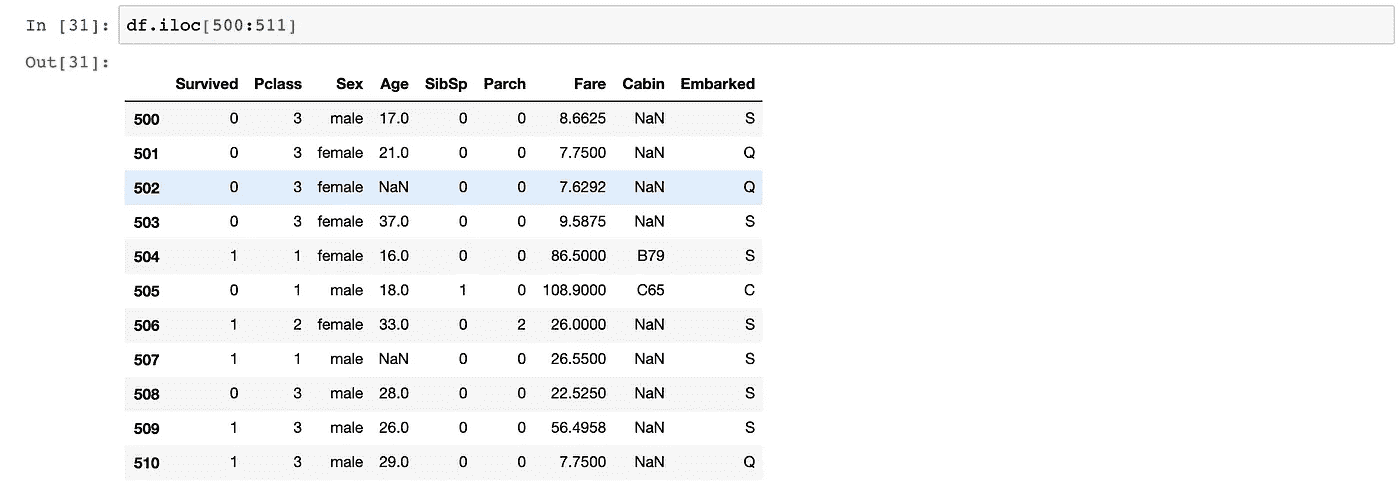 In [31]: df.iloc[500:511]
Out[31]:
Survived Pclass Sex Age SibSp Parch Fare Cabin Embarked
500 0 3 male 17.0 0 0 8.6625 NaN S
501 0 3 female 21.0 0 0 7.7500 NaN Q
502 0 3 female NaN 0 0 7.6292 NaN Q
503 0 3 female 37.0 0 0 9.5875 NaN S
504 1 1 female 16.0 0 0 86.5000 B79 S
505 0 1 male 18.0 1 0 108.9000 C65 C
506 1 2 female 33.0 0 2 26.0000 NaN S
507 1 1 male NaN 0 0 26.5500 NaN S
508 0 3 male 28.0 0 0 22.5250 NaN S
509 1 3 male 26.0 0 0 56.4958 NaN S
510 1 3 male 29.0 0 0 7.7500 NaN Q